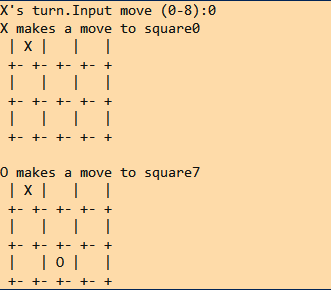 X's turn.Input move (0-8):0
X makes a move to square0
| X |   |   |
+- +- +- +- +
|   |   |   |
+- +- +- +- +
|   |   |   |
+- +- +- +- +
O makes a move to square7
| X |   |   |
+- +- +- +- +
|   |   |   |
+- +- +- +- +
|   | O |   |
+- +- +- +- +